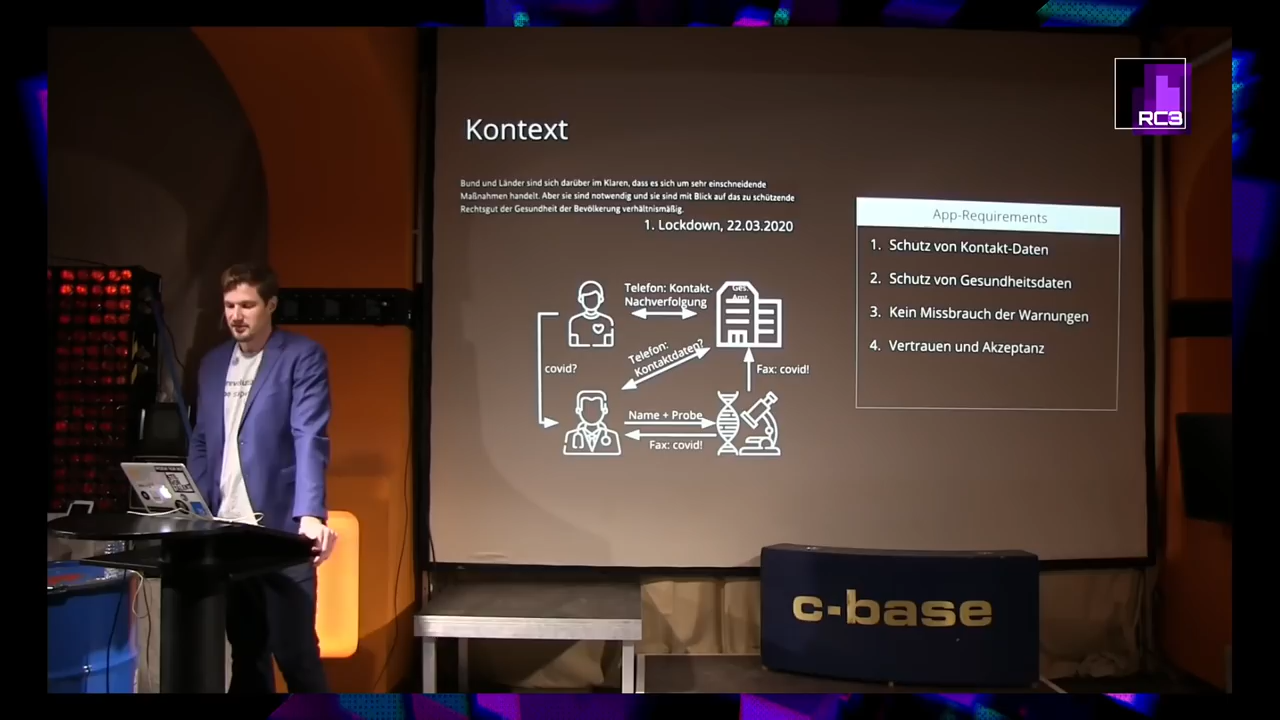 RC3
Kontext
Bund und Länder sind sich darüber im Klaren, dass es sich um sehr einschneidende
Maßnahmen handelt. Aber sie sind notwendig und sie sind mit Blick auf das zu schützende
Rechtsgut der Gesundheit der Bevölkerung verhältnismäßig.
1. Lockdown, 22.03.2020
Telefon: Kontakt-
Nachverfolgung
Ges.
Amt
covid?
Telefon:
Kontaktdaten?
Fax: covid!
Name + Probe
Fax: covid!
App-Requirements
1. Schutz von Kontakt-Daten
2. Schutz von Gesundheitsdaten
3. Kein Missbrauch der Warnungen
4. Vertrauen und Akzeptanz
c-base